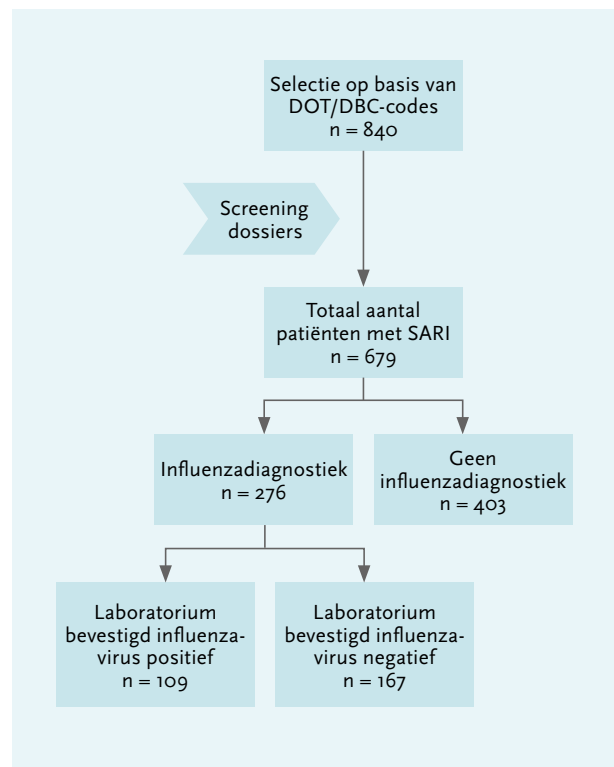 Selectie op basis van
DOT/DBC-codes
n = 840
Screening
dossiers
Totaal aantal
patiënten met SARI
n = 679
Influenzadiagnostiek
n = 276
Geen
influenzadiagnostiek
n = 403
Laboratorium
bevestigd influenza-
virus positief
n = 109
Laboratorium
bevestigd influenza-
virus negatief
n = 167